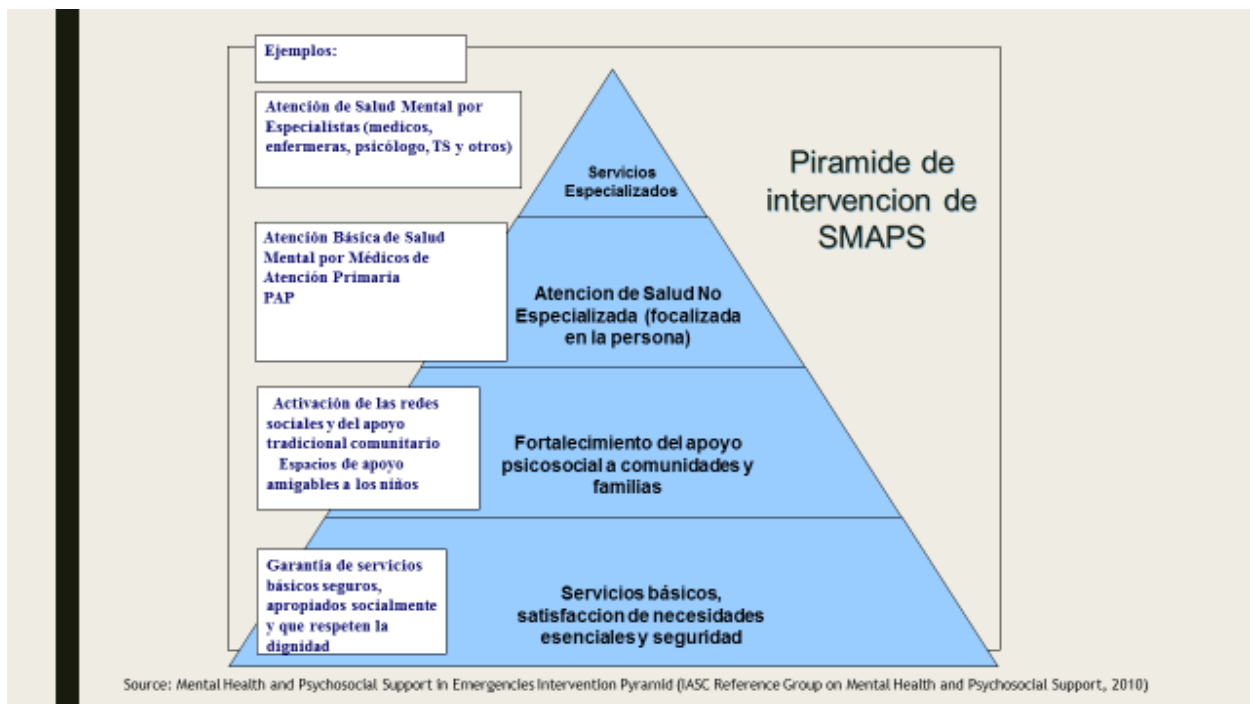 Ejemplos:
Atención de Salud Mental por
Especialistas (medicos,
enfermeras, psicólogo, TS y otros)
Servicios
Especializados
Piramide de
intervencion de
SMAPS
Atención Básica de Salud
Mental por Médicos de
Atención Primaria
PAP
Atencion de Salud No
Especializada (focalizada
en la persona)
Activación de las redes
sociales y del apoyo
tradicional comunitario
Espacios de apoyo
amigables a los niños
Fortalecimiento del apoyo
psicosocial a comunidades y
familias
Garantía de servicios
básicos seguros,
apropiados socialmente
y que respeten la
dignidad
Servicios básicos,
satisfaccion de necesidades
esenciales y seguridad
Source: Mental Health and Psychosocial Support in Emergencies Intervention Pyramid (IASC Reference Group on Mental Health and Psychosocial Support, 2010)